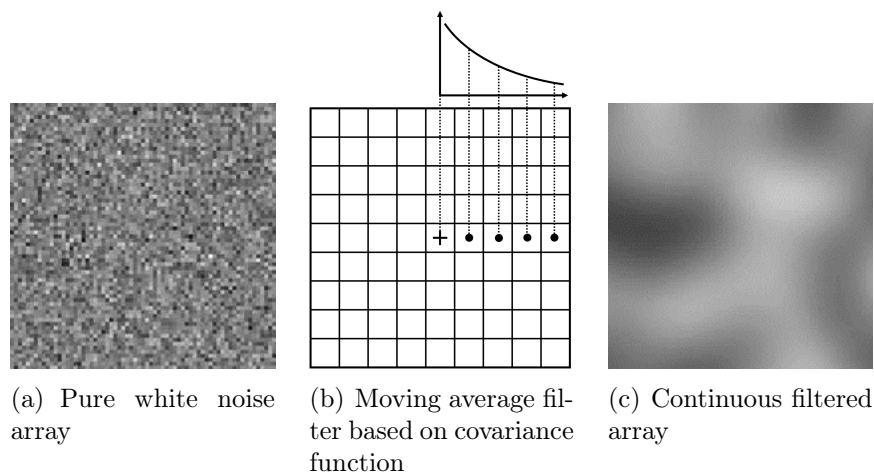 (a) Pure white noise
array
(b) Moving average fil-
ter based on covariance
function
(c) Continuous filtered
array